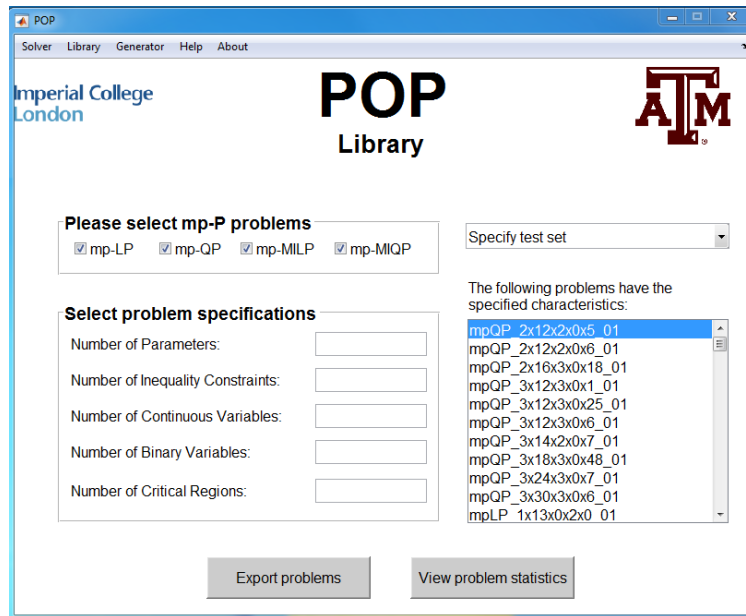 POP
Solver Library Generator Help About
Imperial College
London
POP
Library
ATM
Please select mp-P problems
mp-LP mp-QP mp-MILP mp-MIQP
Select problem specifications
Number of Parameters:
Number of Inequality Constraints:
Number of Continuous Variables:
Number of Binary Variables:
Number of Critical Regions:
Specify test set
The following problems have the
specified characteristics:
mpQP_2x12x2x0x5_01
mpQP_2x12x2x0x6_01
mpQP_2x16x3x0x18_01
mpQP_3x12x3x0x1_01
mpQP_3x12x3x0x25_01
mpQP_3x12x3x0x6_01
mpQP_3x14x2x0x7_01
mpQP_3x18x3x0x48_01
mpQP_3x24x3x0x7_01
mpQP_3x30x3x0x6_01
mpLP_1x13x0x2x0_01
Export problems
View problem statistics